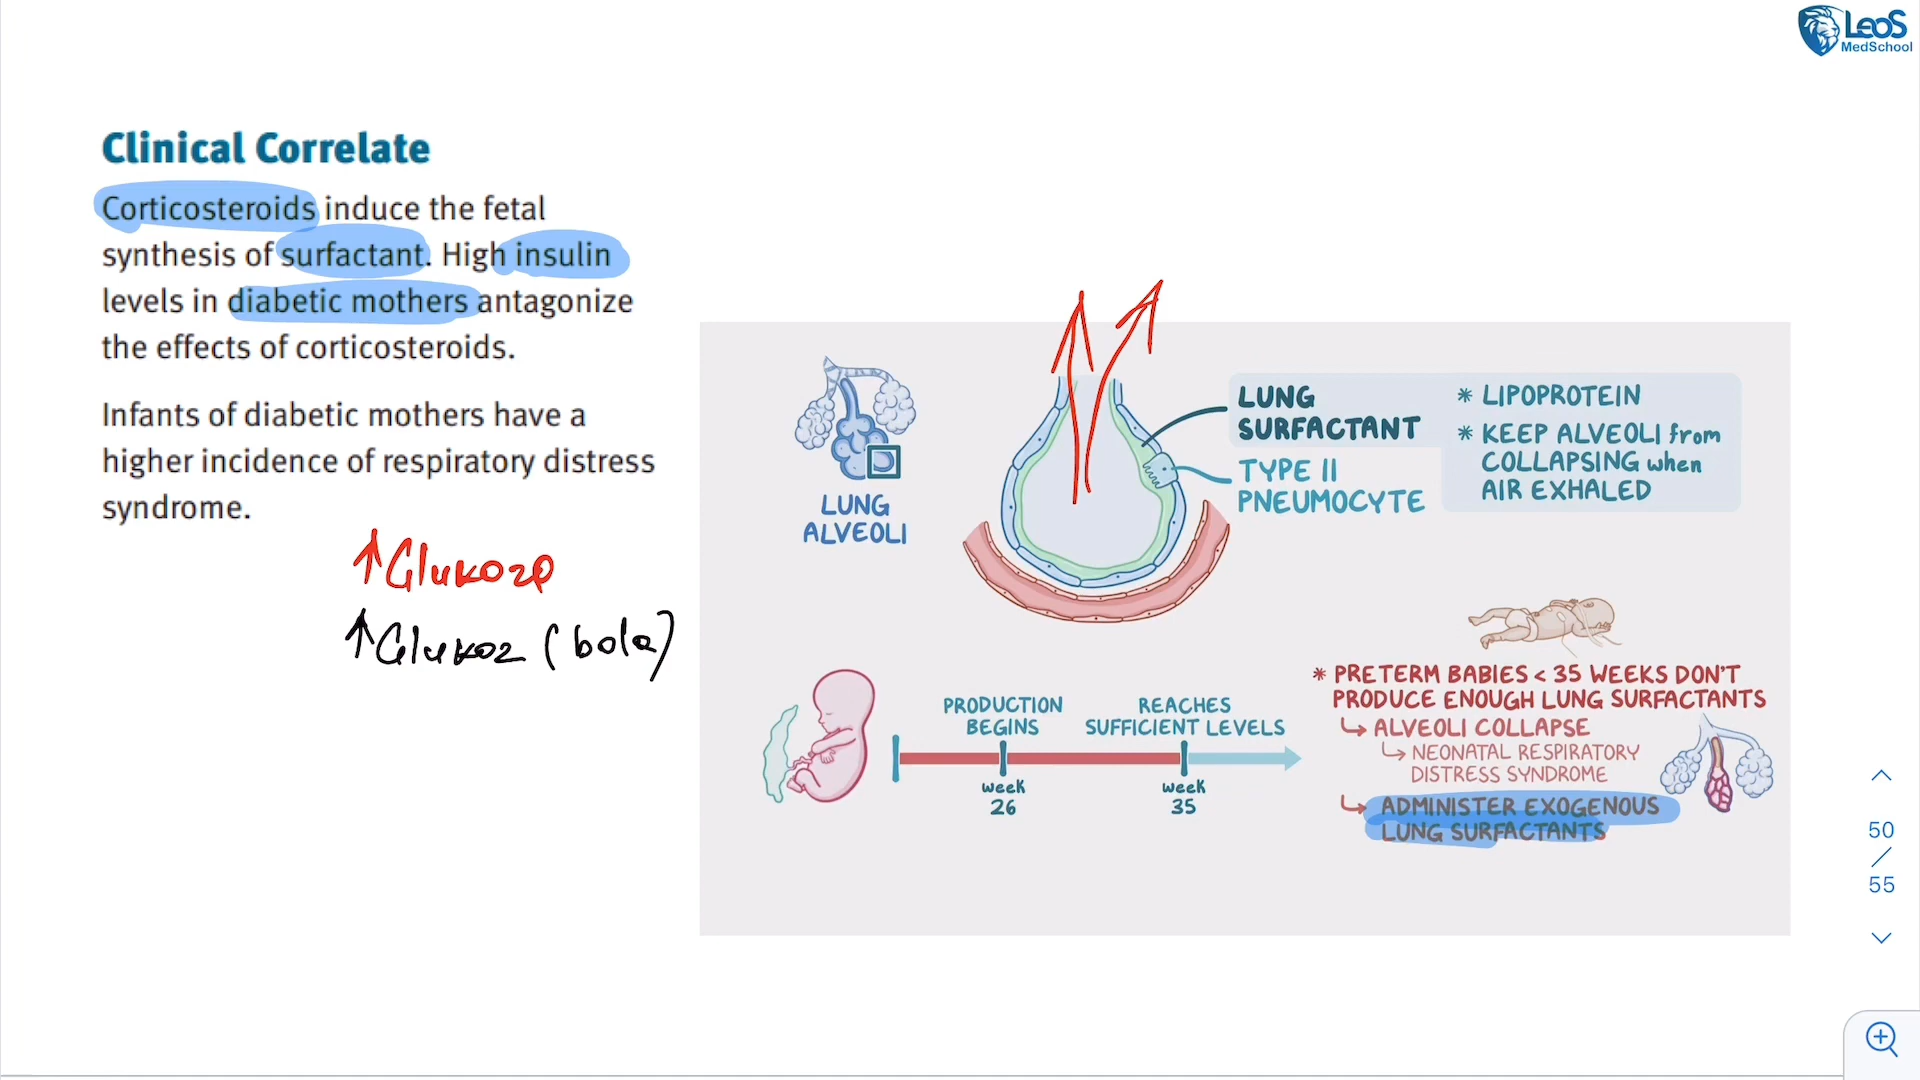 LeoS
MedSchool
Clinical Correlate
Corticosteroids induce the fetal
synthesis of surfactant. High insulin
levels in diabetic mothers antagonize
the effects of corticosteroids.
Infants of diabetic mothers have a
higher incidence of respiratory distress
syndrome.
↑Glukoza
↑Glukoz (bola)
LUNG
ALVEOLI
LUNG
SURFACTANT
TYPE II
PNEUMOCYTE
* LIPOPROTEIN
* KEEP ALVEOLI from
COLLAPSING when
AIR EXHALED
PRODUCTION
BEGINS
week
26
REACHES
SUFFICIENT LEVELS
week
35
* PRETERM BABIES < 35 WEEKS DON'T
PRODUCE ENOUGH LUNG SURFACTANTS
↳ ALVEOLI COLLAPSE
↳ NEONATAL RESPIRATORY
DISTRESS SYNDROME
↳ ADMINISTER EXOGENOUS
LUNG SURFACTANTS
50
/
55